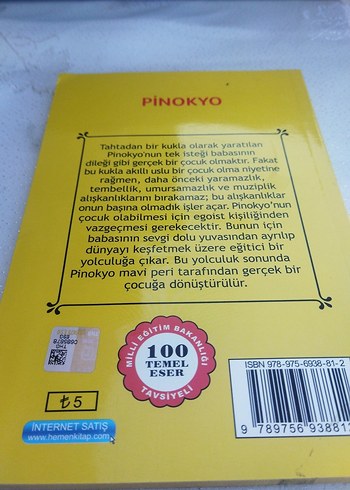 PİNOKYO
Tahtadan bir kukla olarak yaratılan
Pinokyo'nun tek isteği babasının
dileği gibi gerçek bir çocuk olmaktır. Fakat
bu kukla akıllı uslu bir çocuk olma niyetine
rağmen, daha önceki yaramazlık,
tembellik, umursamazlık ve muziplik
alışkanlıklarını bırakamaz; bu alışkanlıklar
onun başına olmadık işler açar. Pinokyo'nun
çocuk olabilmesi için egoist kişiliğinden
vazgeçmesi gerekecektir. Bunun için
babasının sevgi dolu yuvasından ayrılıp
dünyayı keşfetmek üzere eğitici bir
yolculuğa çıkar. Bu yolculuk sonunda
Pinokyo mavi peri tarafından gerçek bir
çocuğa dönüştürülür.
MİLLİ EĞİTİM BAKANLIĞI
100
TEMEL
ESER
TAVSİYELİ
ISBN 978-975-6938-81-2
9 789756 93881
₺ 5
İNTERNET SATIŞ
www.hemenkitap.com